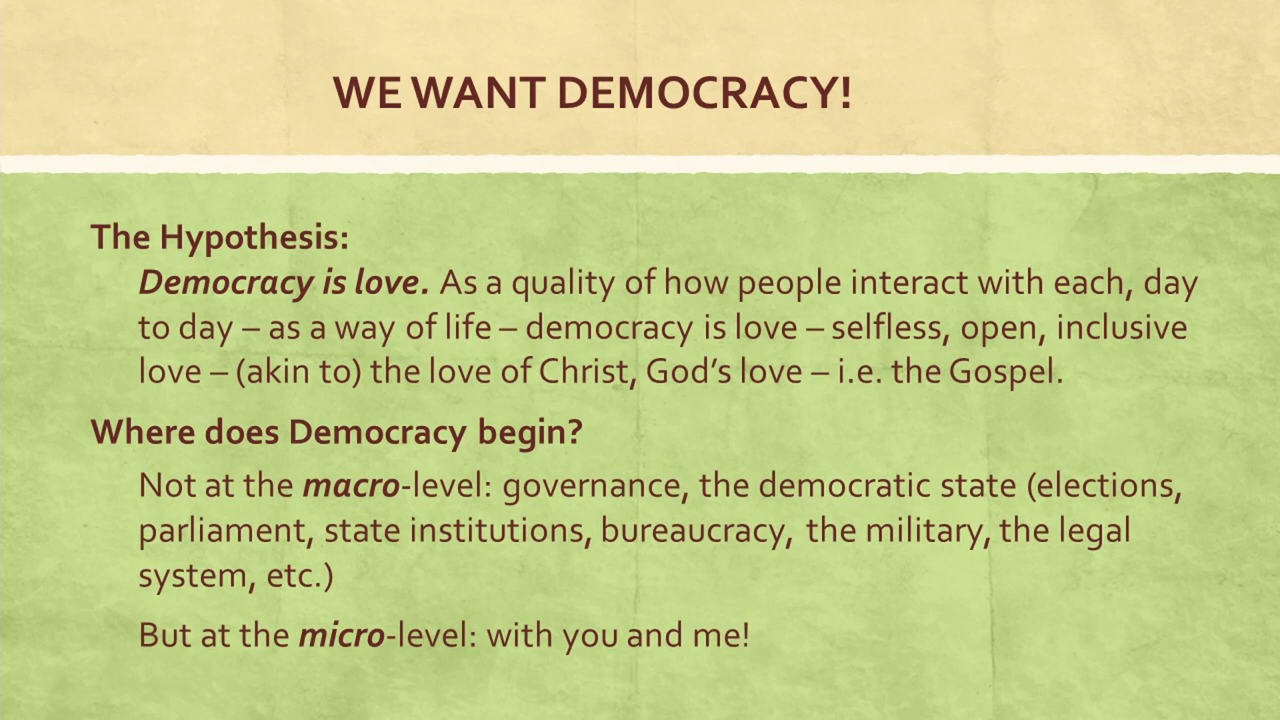 WE WANT DEMOCRACY!
The Hypothesis:
Democracy is love. As a quality of how people interact with each, day
to day – as a way of life – democracy is love – selfless, open, inclusive
love – (akin to) the love of Christ, God’s love – i.e. the Gospel.
Where does Democracy begin?
Not at the macro-level: governance, the democratic state (elections,
parliament, state institutions, bureaucracy, the military, the legal
system, etc.)
But at the micro-level: with you and me!